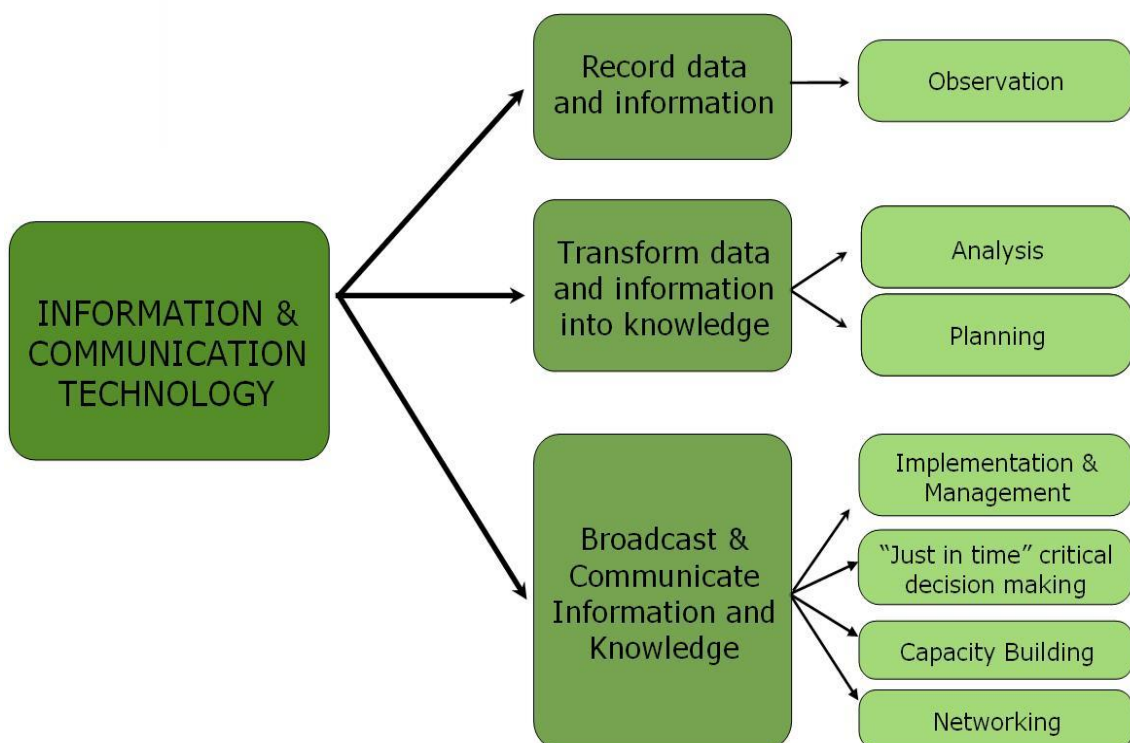 INFORMATION &
COMMUNICATION
TECHNOLOGY
Record data
and information
Observation
Transform data
and information
into knowledge
Analysis
Planning
Broadcast &
Communicate
Information and
Knowledge
Implementation &
Management
“Just in time” critical
decision making
Capacity Building
Networking